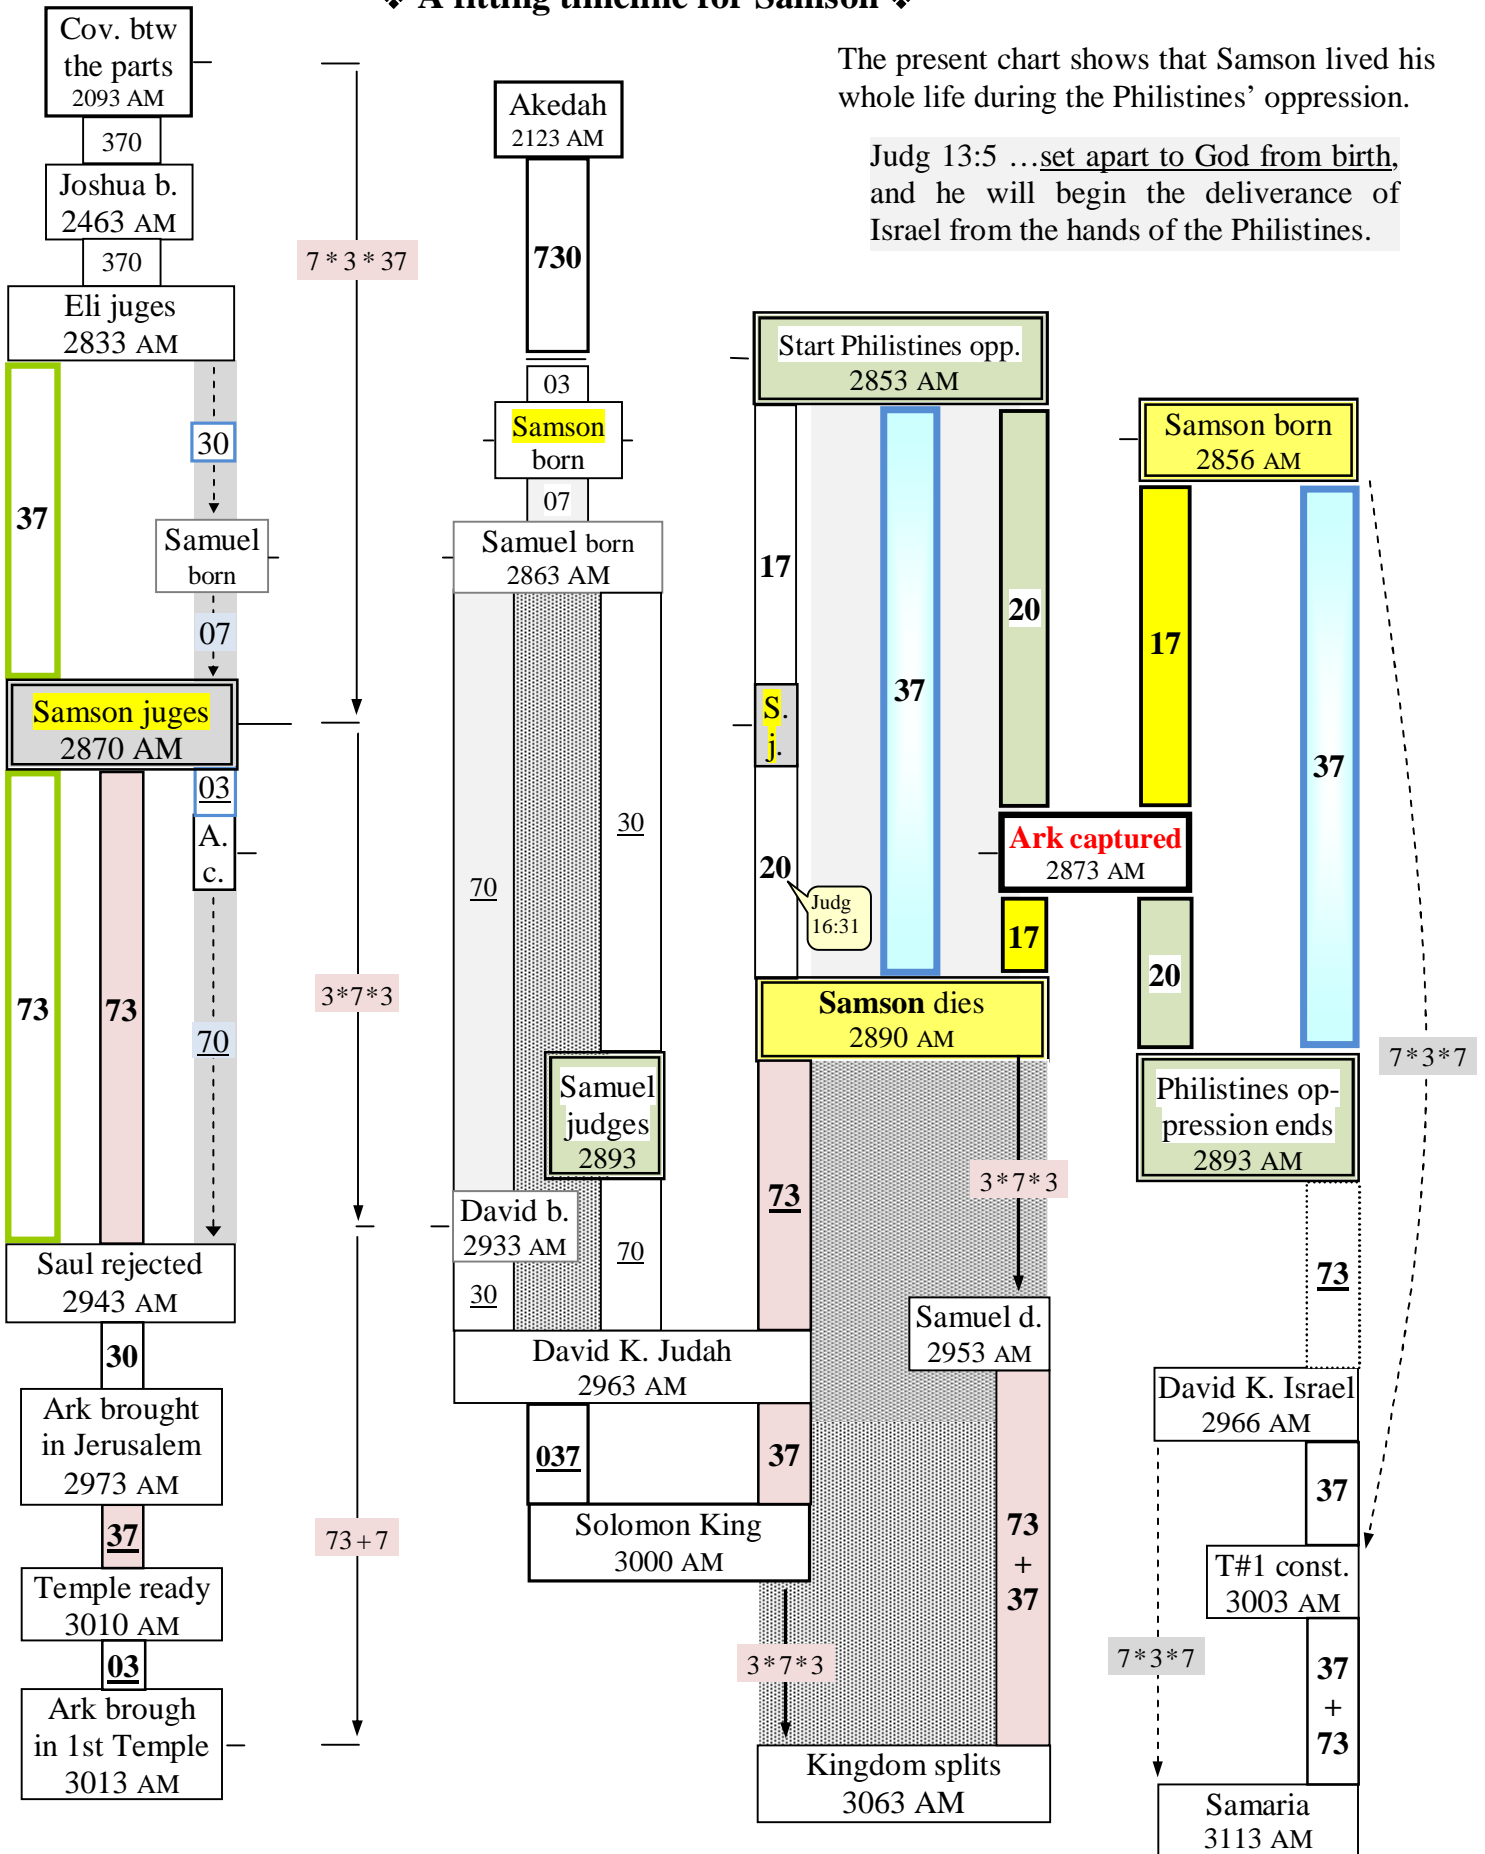 ❖ A fitting timeline for Samson ❖
The present chart shows that Samson lived his
whole life during the Philistines’ oppression.
Judg 13:5 …set apart to God from birth,
and he will begin the deliverance of
Israel from the hands of the Philistines.
Cov. btw
the parts
2093 AM
370
Joshua b.
2463 AM
370
Eli juges
2833 AM
37
30
Samuel
born
07
Samson juges
2870 AM
03
A.
c.
73
73
70
Saul rejected
2943 AM
30
Ark brought
in Jerusalem
2973 AM
37
Temple ready
3010 AM
03
Ark brough
in 1st Temple
3013 AM
7 * 3 * 37
3*7*3
73+7
Akedah
2123 AM
730
03
Samson
born
07
Samuel born
2863 AM
70
30
Samuel
judges
2893
David b.
2933 AM
30
70
David K. Judah
2963 AM
037
37
Solomon King
3000 AM
3*7*3
Start Philistines opp.
2853 AM
17
37
20
S.
j.
20
Judg
16:31
Ark captured
2873 AM
17
Samson dies
2890 AM
73
3*7*3
Samuel d.
2953 AM
73
+
37
Kingdom splits
3063 AM
Samson born
2856 AM
17
37
20
7*3*7
Philistines op-
pression ends
2893 AM
73
David K. Israel
2966 AM
37
T#1 const.
3003 AM
7*3*7
37
+
73
Samaria
3113 AM